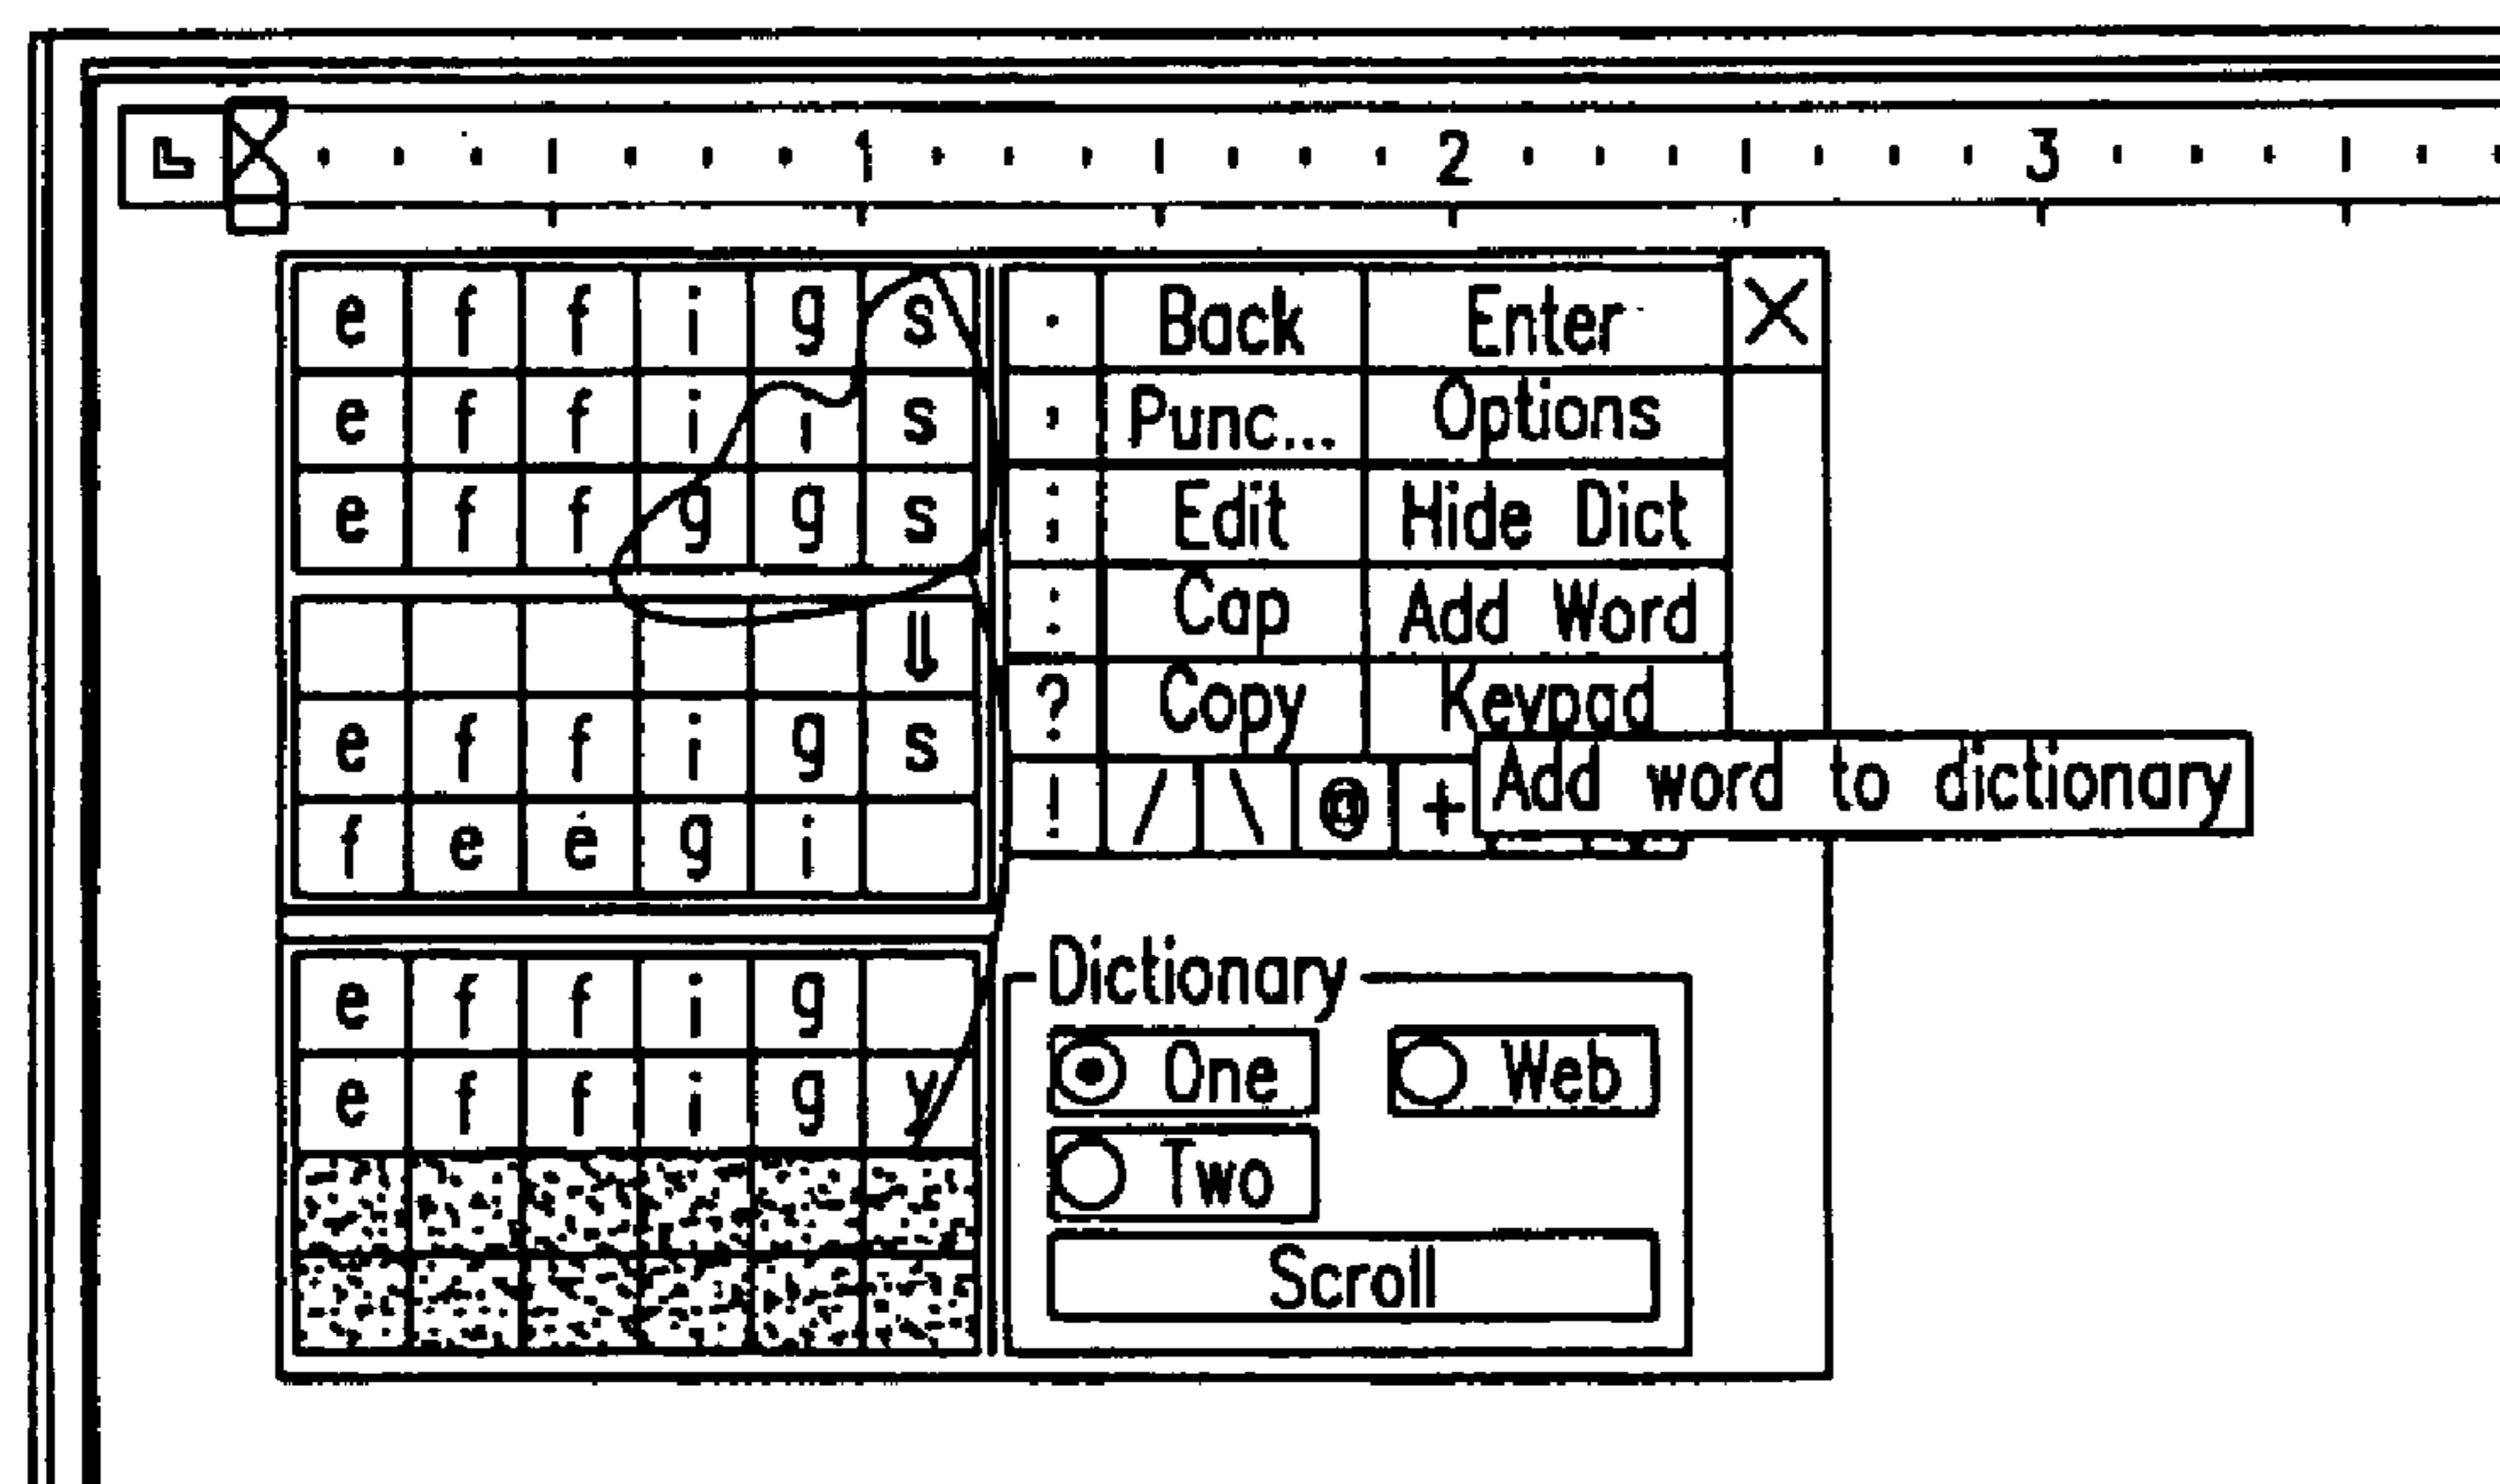 1 2 3
e f f i g s . Back Enter X
e f f i i s Punc... Options
e f f g g s ; Edit Hide Dict
⇓ : Cap Add Word
e f f i g s ? Copy Keypad
f e é g i ! / \ @ + Add word to dictionary
Dictionary
e f f i g One Web
e f f i g y Two
Scroll